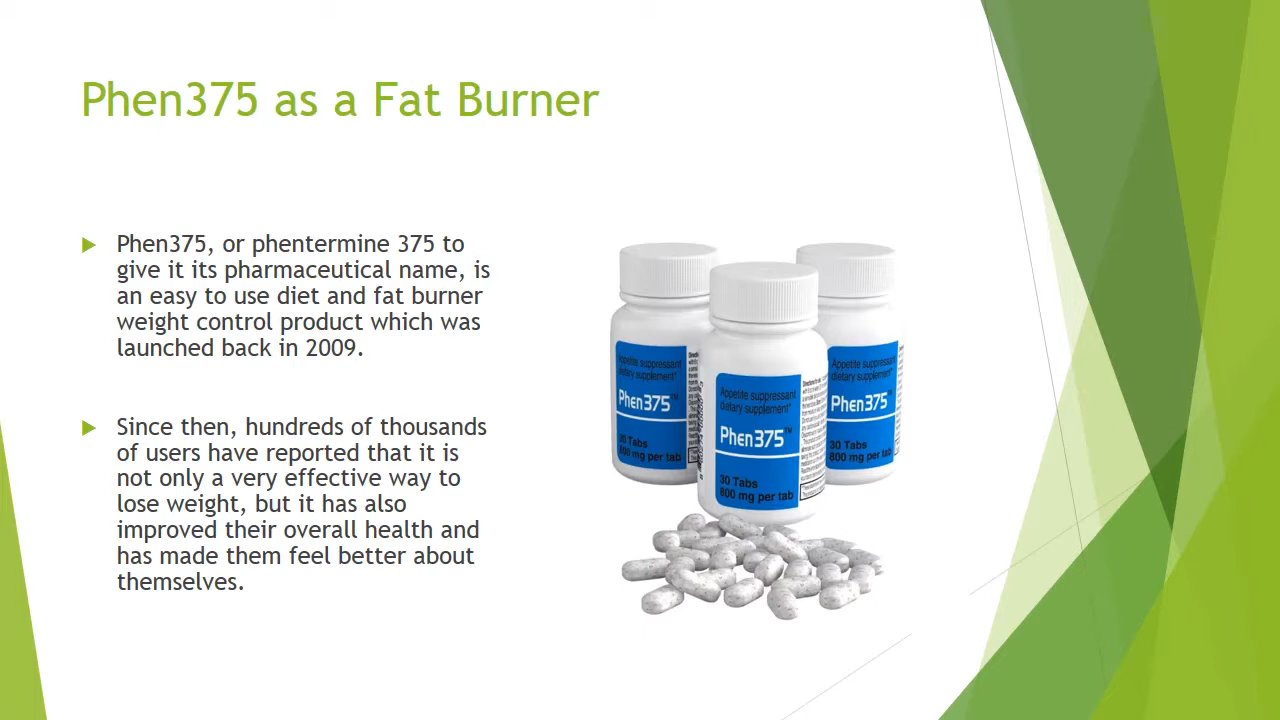 Phen375 as a Fat Burner
Phen375, or phentermine 375 to
give it its pharmaceutical name, is
an easy to use diet and fat burner
weight control product which was
launched back in 2009.
Since then, hundreds of thousands
of users have reported that it is
not only a very effective way to
lose weight, but it has also
improved their overall health and
has made them feel better about
themselves.
Appetite suppressant
dietary supplement*
Phen375™
30 Tabs
800 mg per tab
Appetite suppressant
dietary supplement*
Phen375™
30 Tabs
800 mg per tab
Appetite suppressant
dietary supplement*
Phen375™
30 Tabs
800 mg per tab